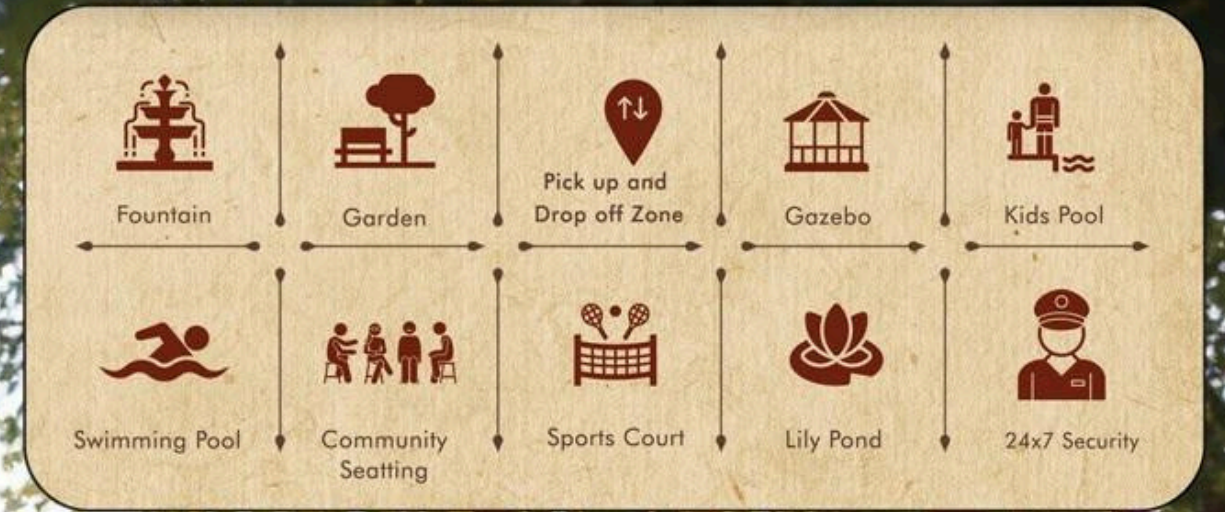 Fountain
Garden
Pick up and
Drop off Zone
Gazebo
Kids Pool
Swimming Pool
Community
Seatting
Sports Court
Lily Pond
24x7 Security